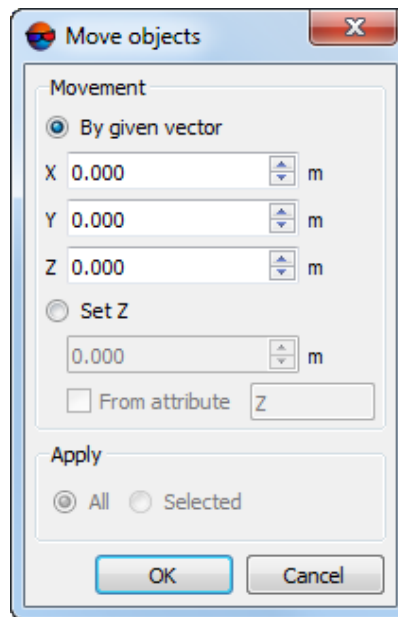 Move objects
Movement
By given vector
X 0.000 m
Y 0.000 m
Z 0.000 m
Set Z
0.000 m
From attribute Z
Apply
All Selected
OK Cancel